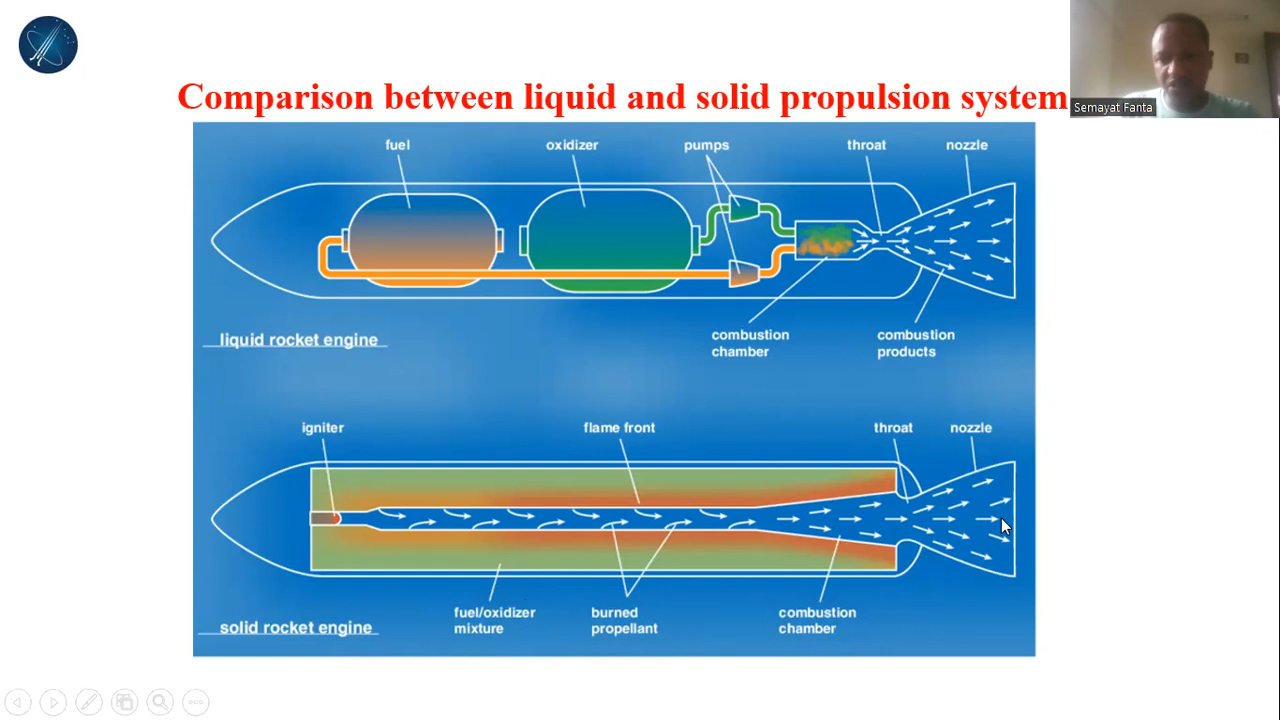 Comparison between liquid and solid propulsion system
Semayat Fanta
fuel
oxidizer
pumps
throat
nozzle
combustion
chamber
combustion
products
liquid rocket engine
igniter
flame front
throat
nozzle
fuel/oxidizer
mixture
burned
propellant
combustion
chamber
solid rocket engine